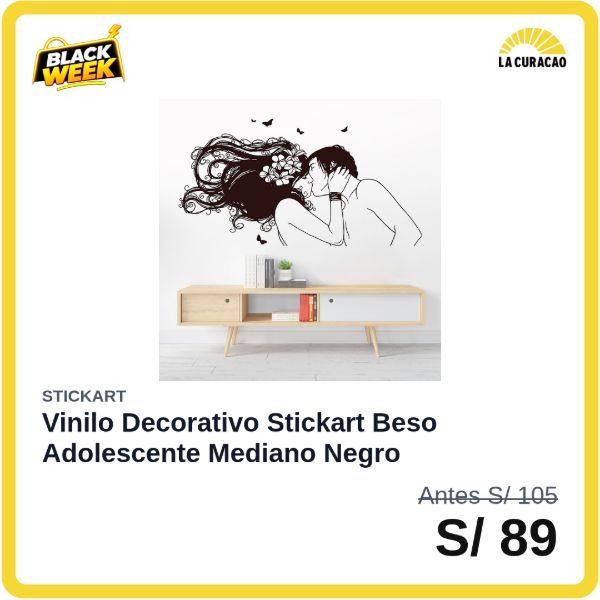 BLACK
WEEK
LA CURACAO
STICKART
Vinilo Decorativo Stickart Beso
Adolescente Mediano Negro
Antes S/ 105
S/ 89